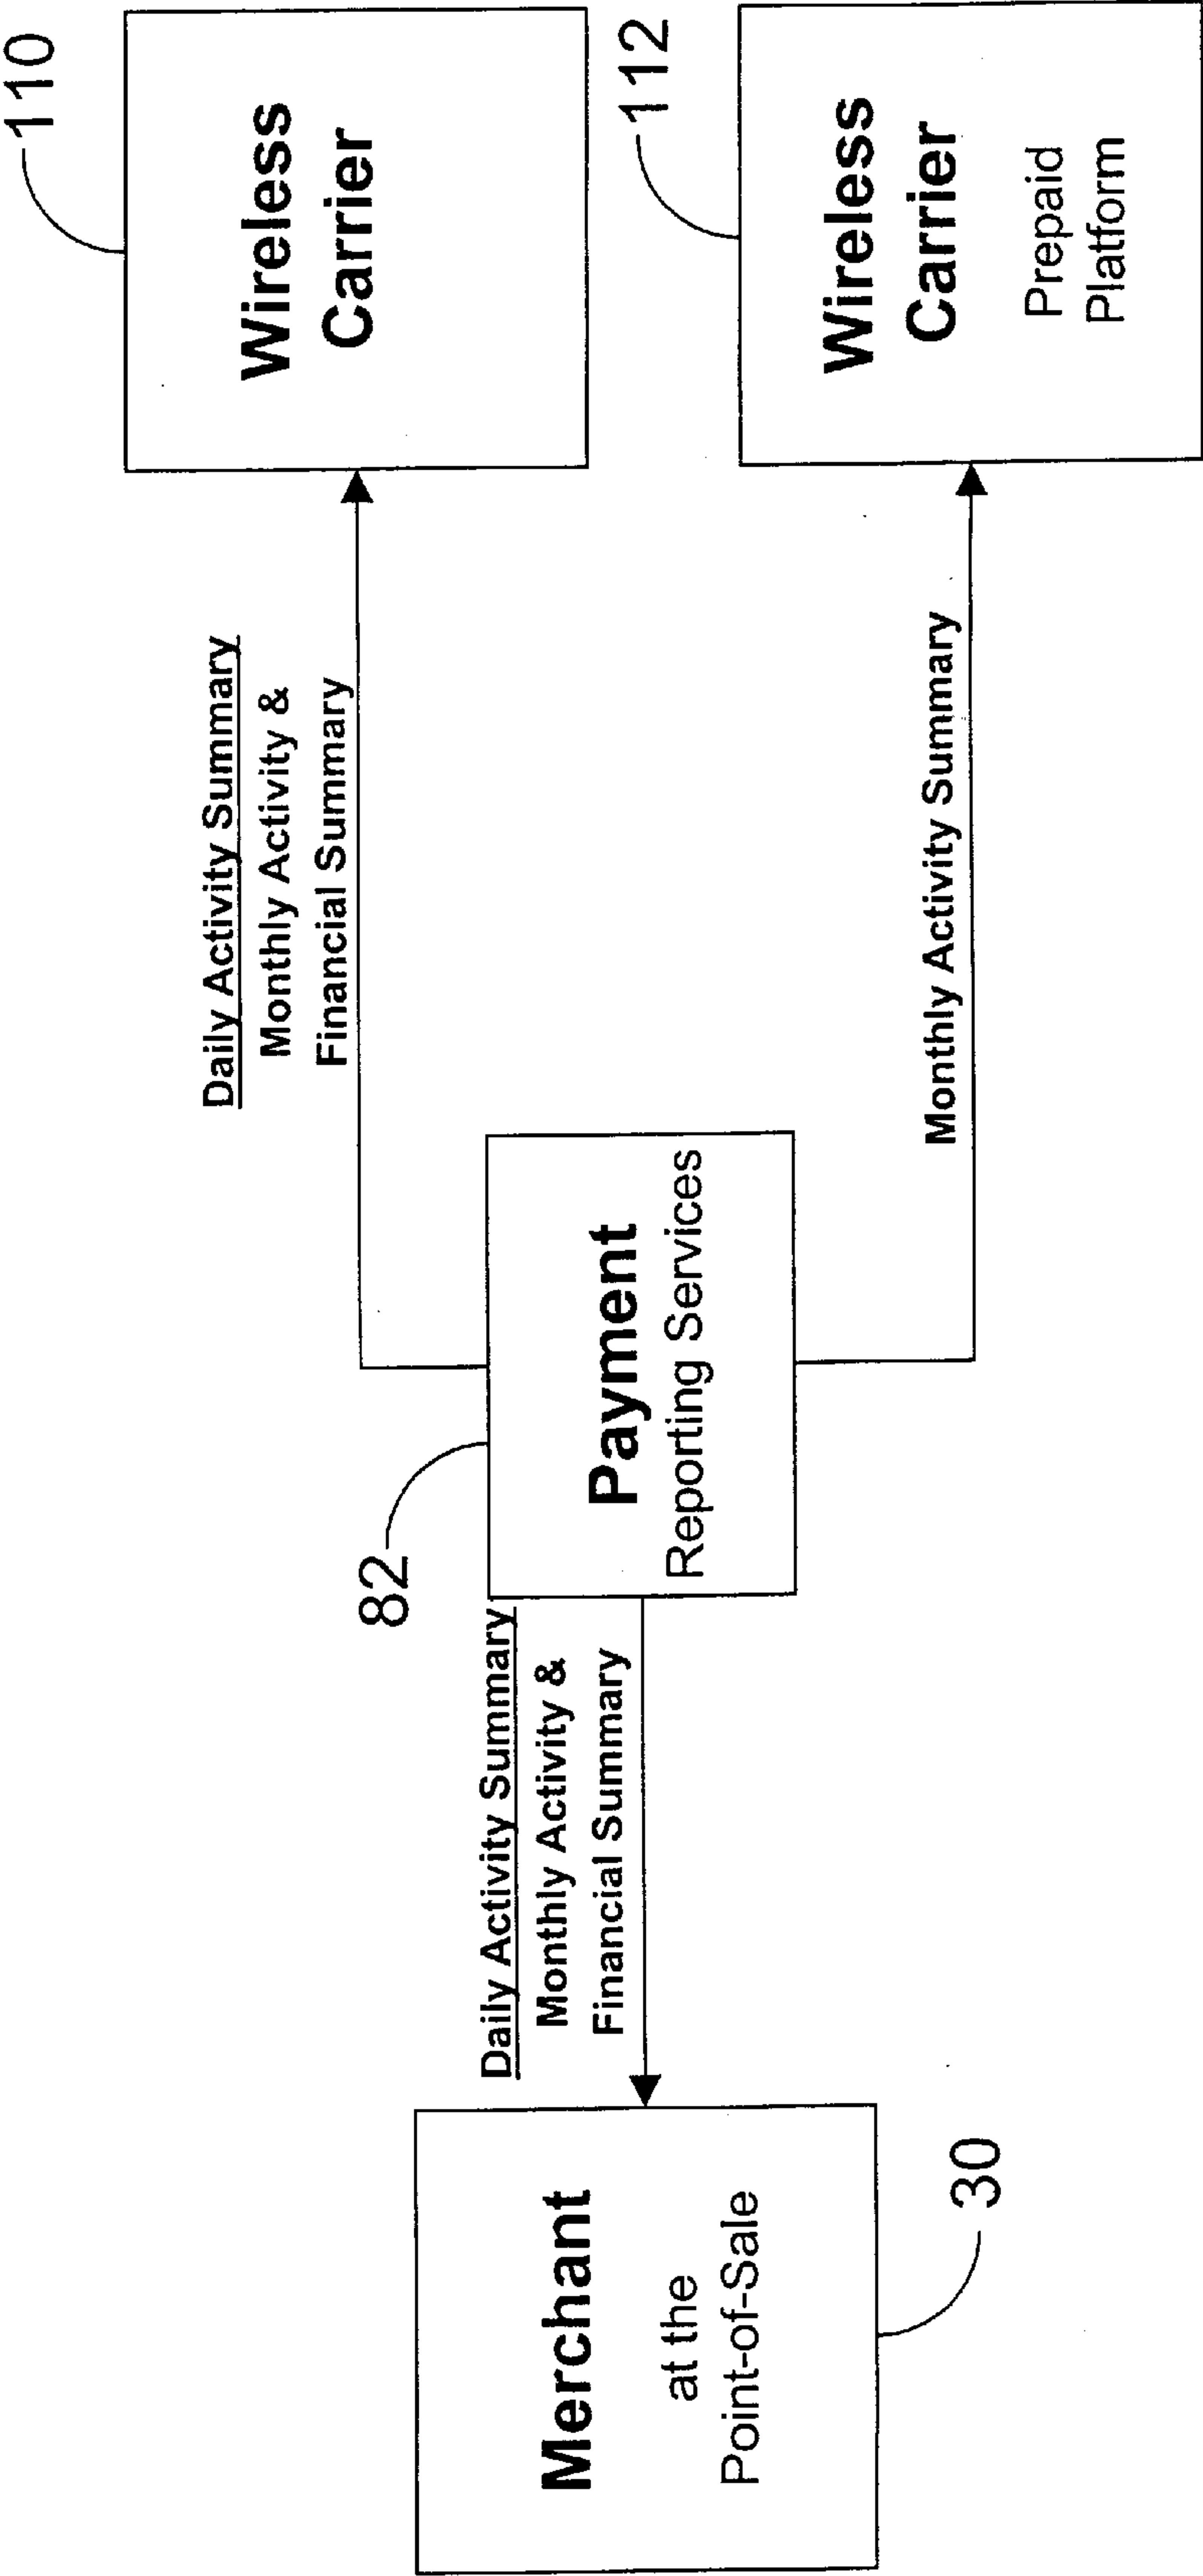 110
Wireless
Carrier
Daily Activity Summary
Monthly Activity &
Financial Summary
82
Payment
Reporting Services
Daily Activity Summary
Monthly Activity &
Financial Summary
Merchant
at the
Point-of-Sale
30
112
Wireless
Carrier
Prepaid
Platform
Monthly Activity Summary